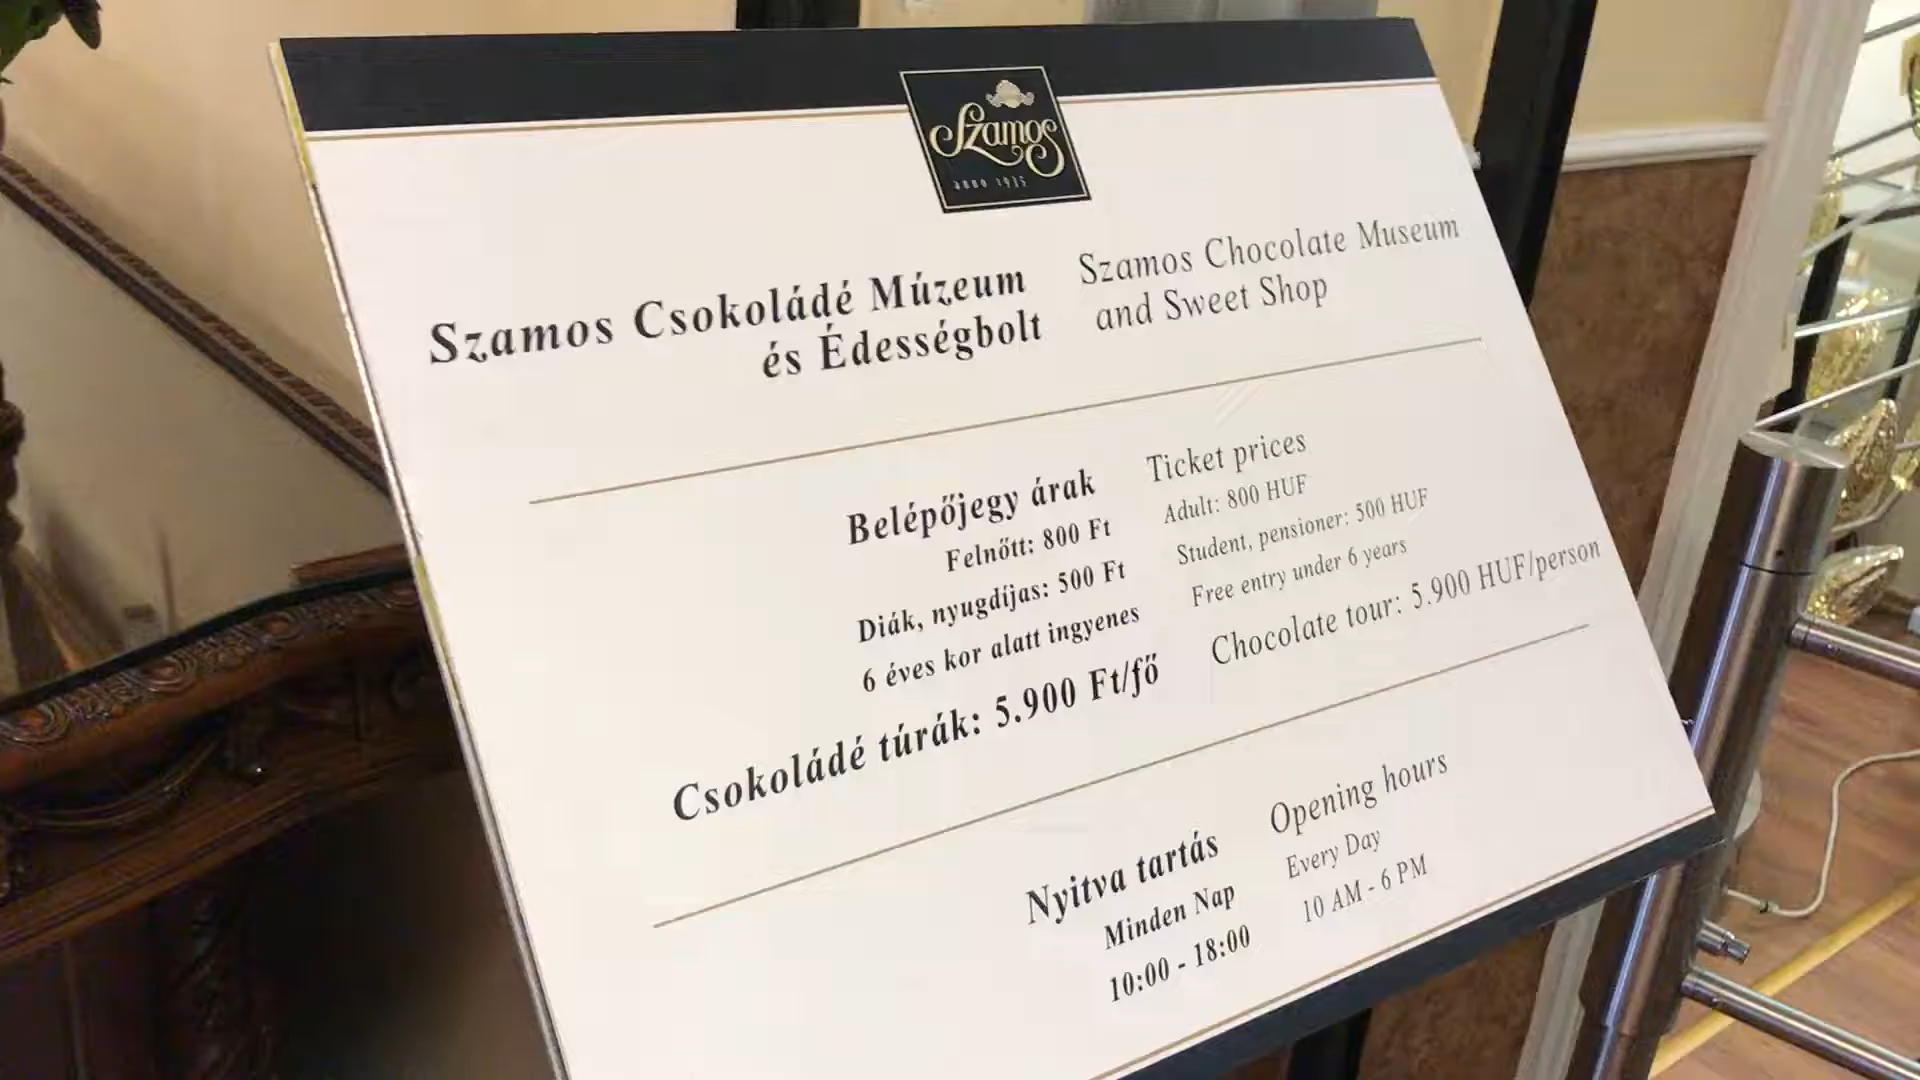 Szamos
ANNO 1935
Szamos Csokoládé Múzeum
és Édességbolt
Szamos Chocolate Museum
and Sweet Shop
Belépőjegy árak
Felnőtt: 800 Ft
Diák, nyugdíjas: 500 Ft
6 éves kor alatt ingyenes
Csokoládé túrák: 5.900 Ft/fő
Ticket prices
Adult: 800 HUF
Student, pensioner: 500 HUF
Free entry under 6 years
Chocolate tour: 5.900 HUF/person
Nyitva tartás
Minden Nap
10:00 - 18:00
Opening hours
Every Day
10 AM - 6 PM